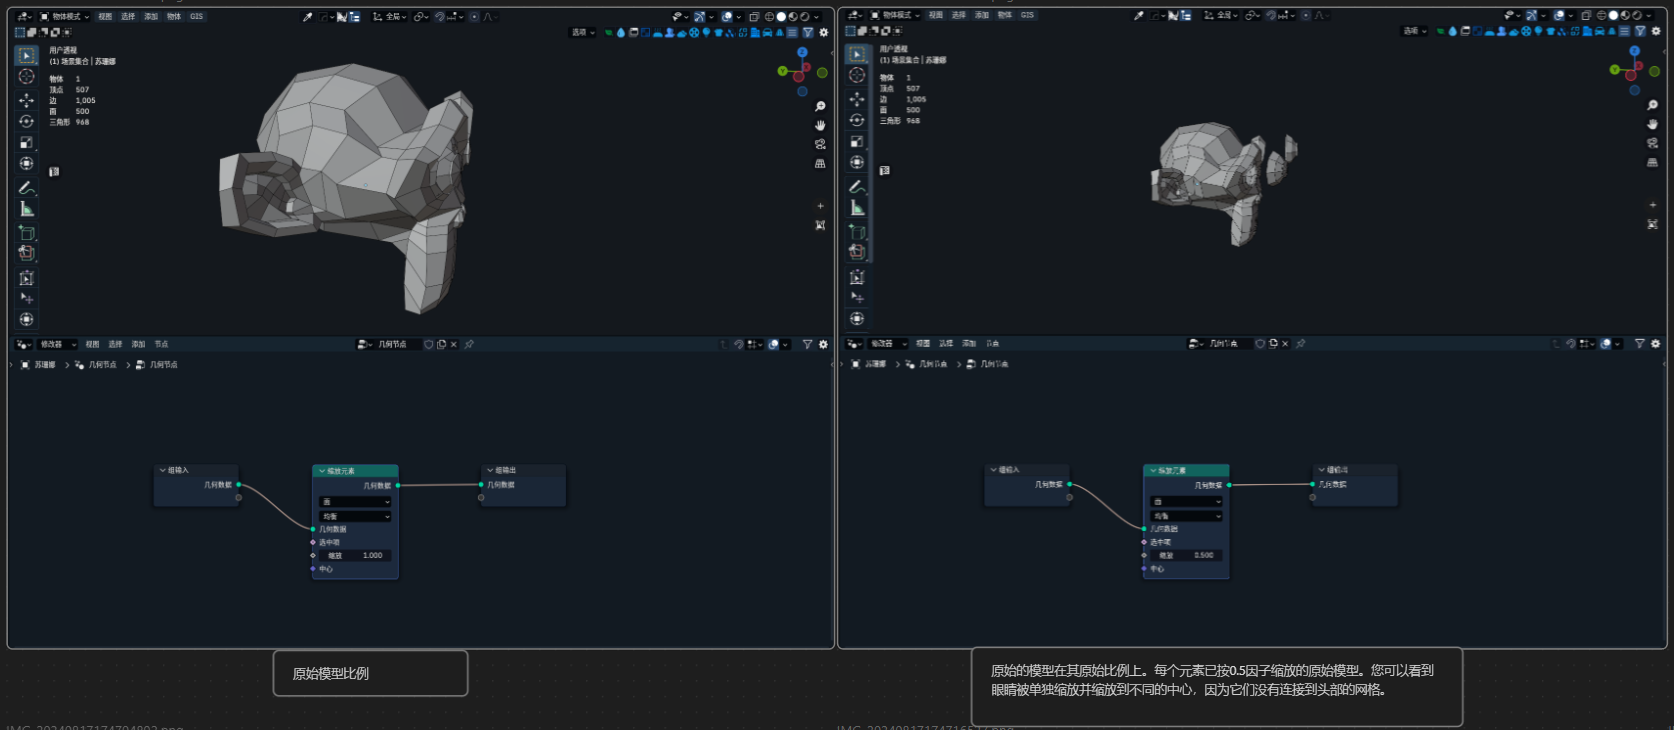 物体模式 视图 选择 添加 物体 GIS 全局
选项
用户透视
(1) 场景集合 | 苏珊娜
物体 1
顶点 507
边 1,005
面 500
三角形 968
修改器 视图 选择 添加 节点 几何节点
苏珊娜 > 几何节点 > 几何节点
组输入
几何数据
缩放元素
几何数据
面
均衡
几何数据
选中项
缩放 1.000
中心
组输出
几何数据
原始模型比例
物体模式 视图 选择 添加 物体 GIS 全局
选项
用户透视
(1) 场景集合 | 苏珊娜
物体 1
顶点 507
边 1,005
面 500
三角形 968
修改器 视图 选择 添加 节点 几何节点
苏珊娜 > 几何节点 > 几何节点
组输入
几何数据
缩放元素
几何数据
面
均衡
几何数据
选中项
缩放 0.500
中心
组输出
几何数据
原始的模型在其原始比例上。每个元素已按0.5因子缩放的原始模型。您可以看到
眼睛被单独缩放并缩放到不同的中心，因为它们没有连接到头部的网格。